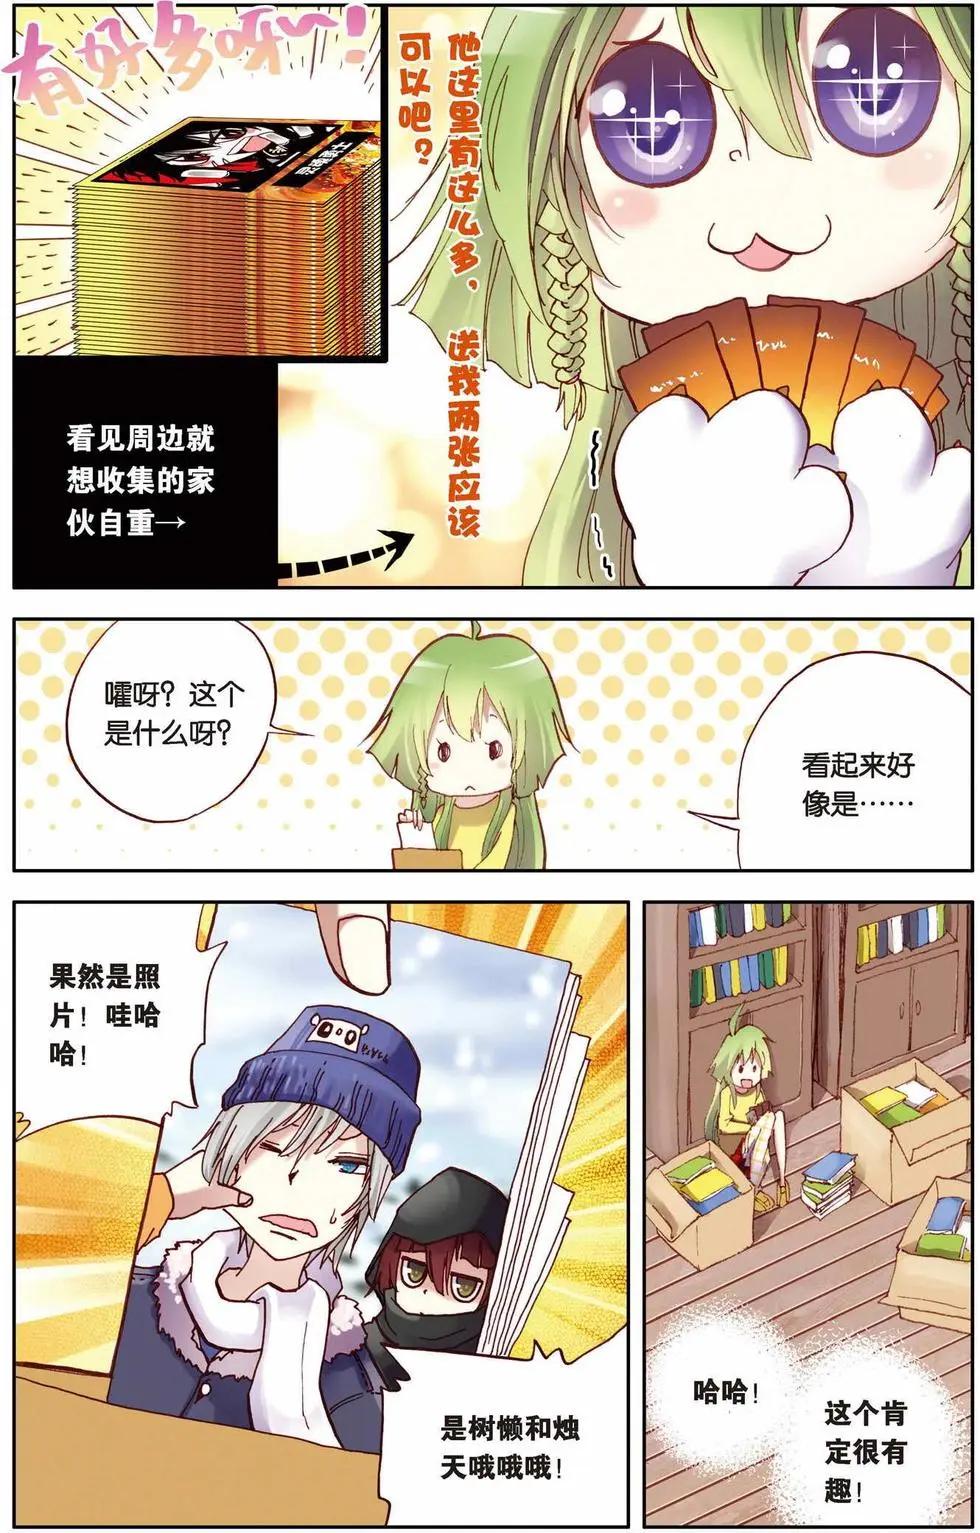 有好多呀~!
他这里有这么多，送我两张应该
可以吧？
看见周边就
想收集的家
伙自重→
嚯呀？这个
是什么呀？
看起来好
像是……
果然是照
片！哇哈
哈！
是树懒和烛
天哦哦哦！
哈哈！
这个肯
定很有
趣！